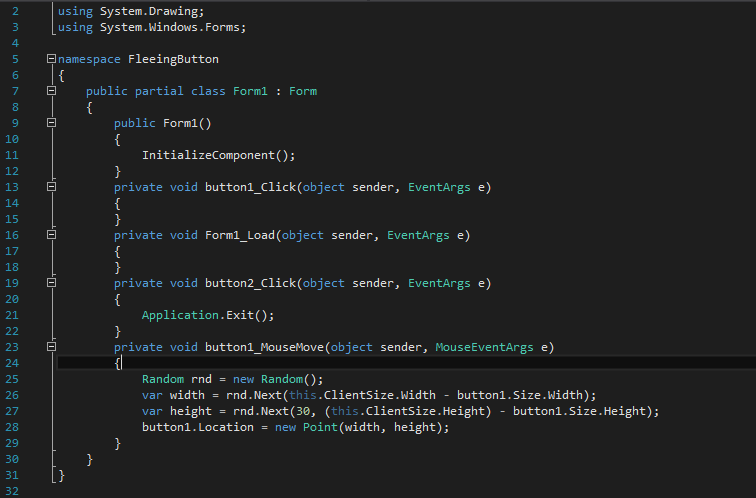 2 using System.Drawing;
3 using System.Windows.Forms;
4
5 namespace FleeingButton
6 {
7     public partial class Form1 : Form
8     {
9         public Form1()
10         {
11             InitializeComponent();
12         }
13         private void button1_Click(object sender, EventArgs e)
14         {
15         }
16         private void Form1_Load(object sender, EventArgs e)
17         {
18         }
19         private void button2_Click(object sender, EventArgs e)
20         {
21             Application.Exit();
22         }
23         private void button1_MouseMove(object sender, MouseEventArgs e)
24         {
25             Random rnd = new Random();
26             var width = rnd.Next(this.ClientSize.Width - button1.Size.Width);
27             var height = rnd.Next(30, (this.ClientSize.Height) - button1.Size.Height);
28             button1.Location = new Point(width, height);
29         }
30     }
31 }
32